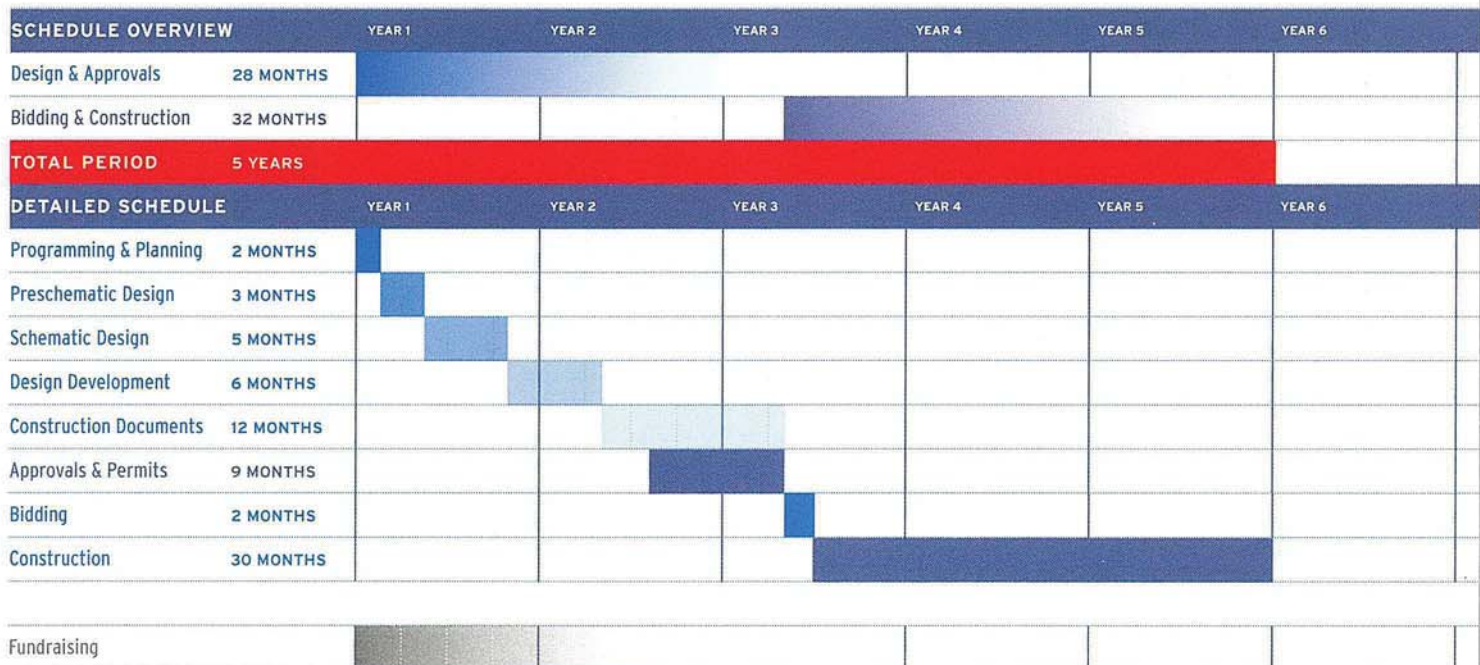 SCHEDULE OVERVIEW YEAR 1 YEAR 2 YEAR 3 YEAR 4 YEAR 5 YEAR 6
Design & Approvals 28 MONTHS
Bidding & Construction 32 MONTHS
TOTAL PERIOD 5 YEARS
DETAILED SCHEDULE YEAR 1 YEAR 2 YEAR 3 YEAR 4 YEAR 5 YEAR 6
Programming & Planning 2 MONTHS
Preschematic Design 3 MONTHS
Schematic Design 5 MONTHS
Design Development 6 MONTHS
Construction Documents 12 MONTHS
Approvals & Permits 9 MONTHS
Bidding 2 MONTHS
Construction 30 MONTHS
Fundraising